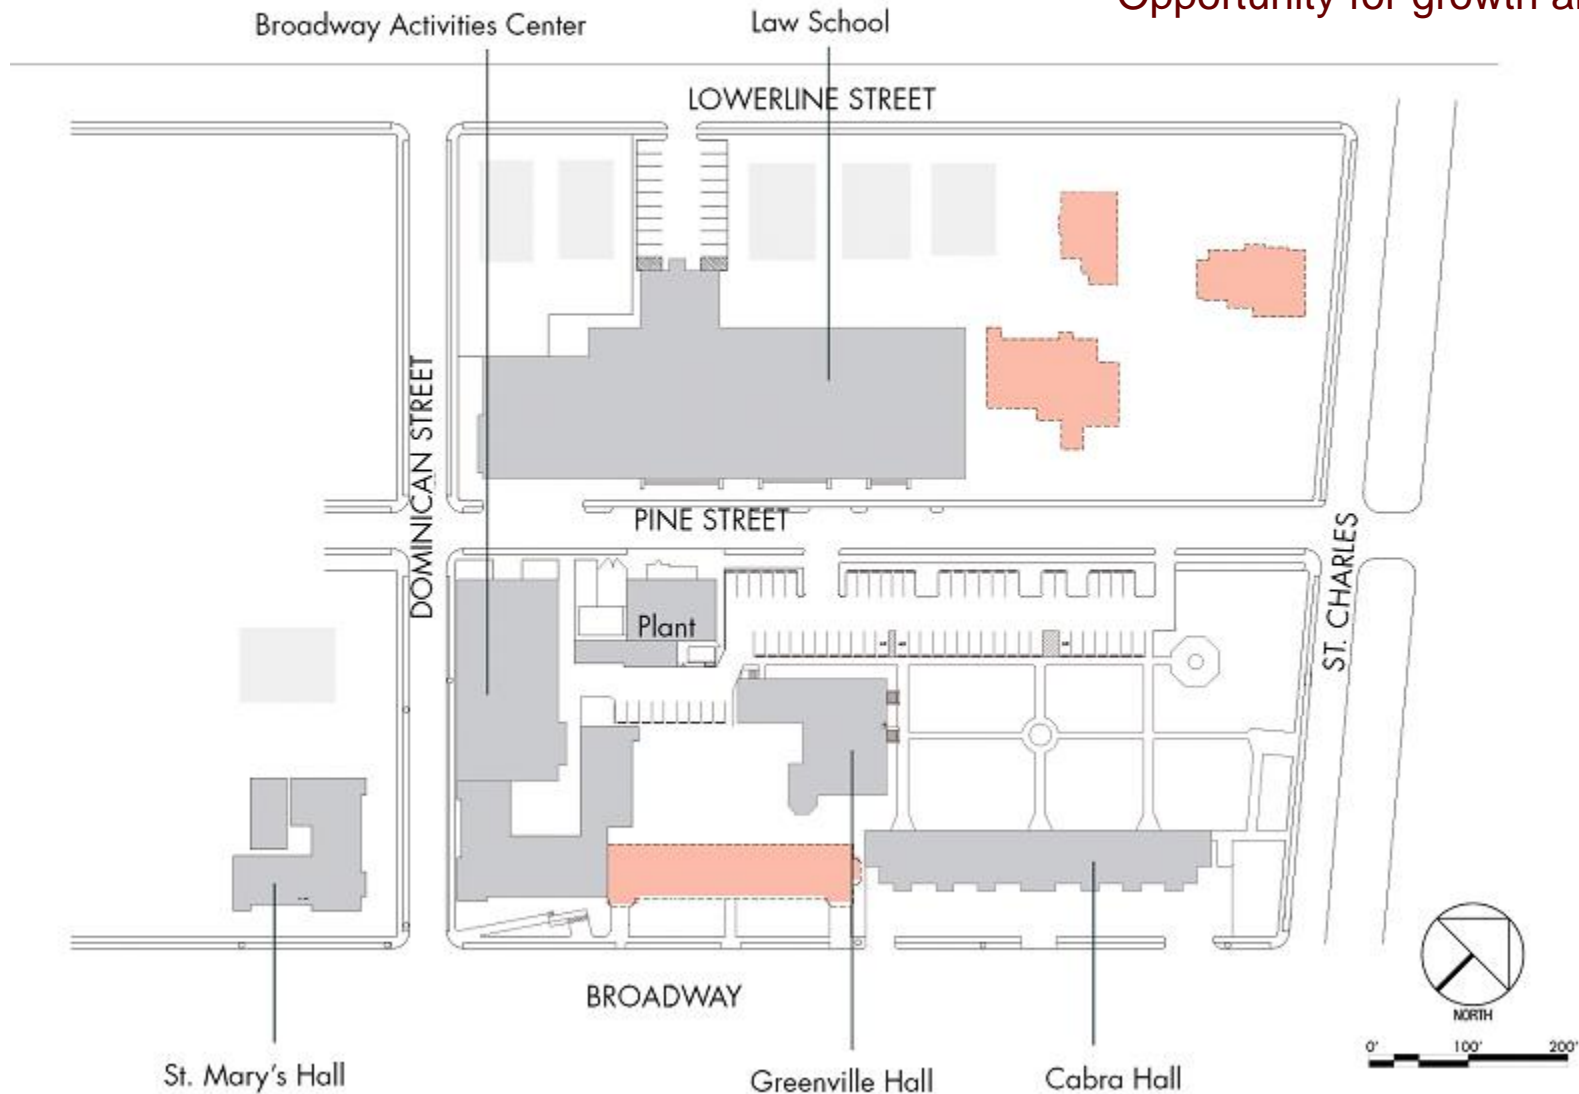 Opportunity for growth
Broadway Activities Center
Law School
LOWERLINE STREET
DOMINICAN STREET
PINE STREET
ST. CHARLES
Plant
BROADWAY
NORTH
0' 100' 200'
St. Mary's Hall
Greenville Hall
Cabra Hall